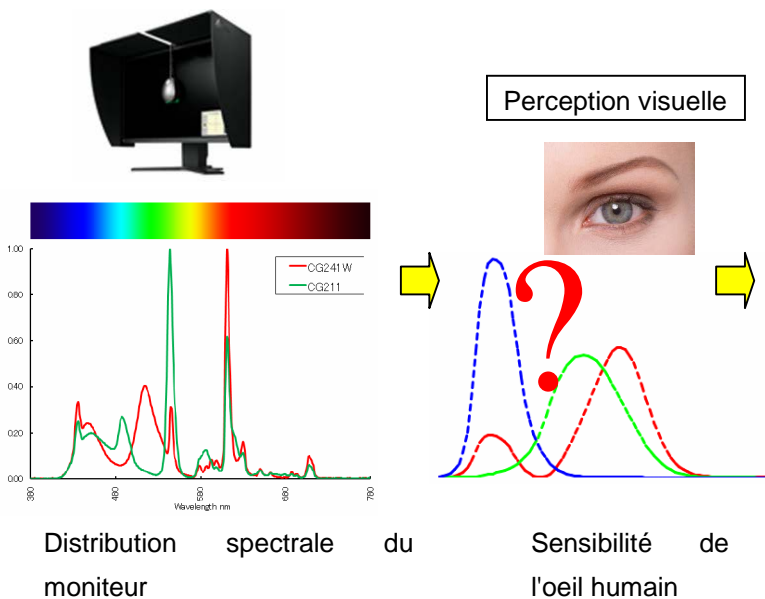 Perception visuelle
1.00
0.80
0.60
0.40
0.20
0.00
CG241W
CG211
?
380
480
580
680
780
Wavelength nm
Distribution spectrale du
moniteur
Sensibilité de
l'oeil humain